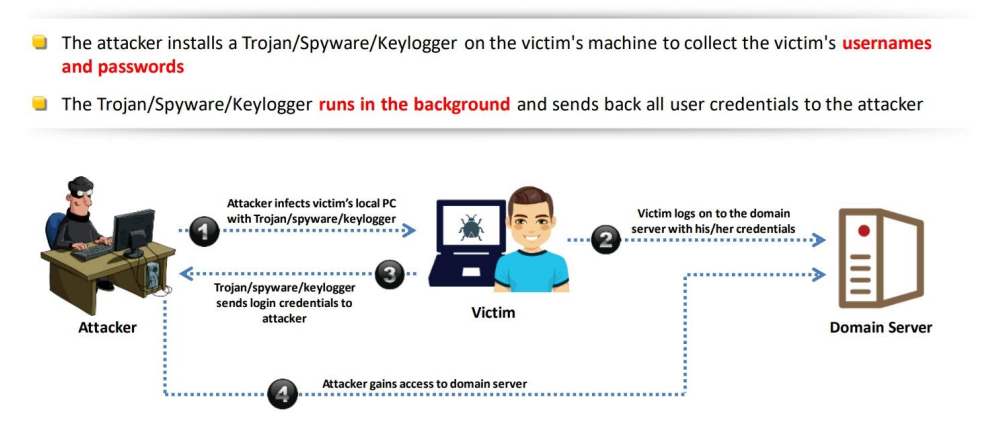 The attacker installs a Trojan/Spyware/Keylogger on the victim's machine to collect the victim's usernames
and passwords
The Trojan/Spyware/Keylogger runs in the background and sends back all user credentials to the attacker
Attacker infects victim's local PC
with Trojan/spyware/keylogger
1
Victim logs on to the domain
server with his/her credentials
2
3
Trojan/spyware/keylogger
sends login credentials to
attacker
Attacker
Victim
Domain Server
4
Attacker gains access to domain server